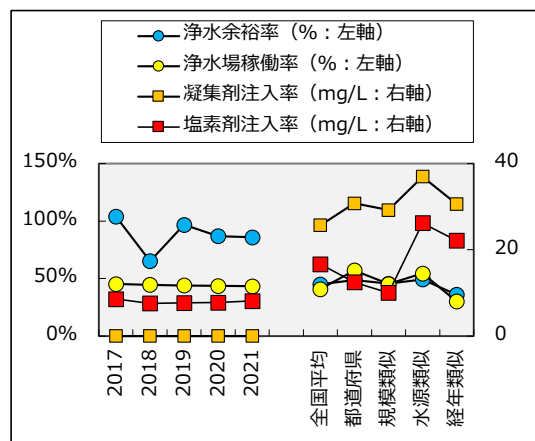 浄水余裕率（%：左軸）
浄水場稼働率（%：左軸）
凝集剤注入率（mg/L：右軸）
塩素剤注入率（mg/L：右軸）
150%
100%
50%
0%
40
20
0
2017
2018
2019
2020
2021
全国平均
都道府県
規模類似
水源類似
経年類似